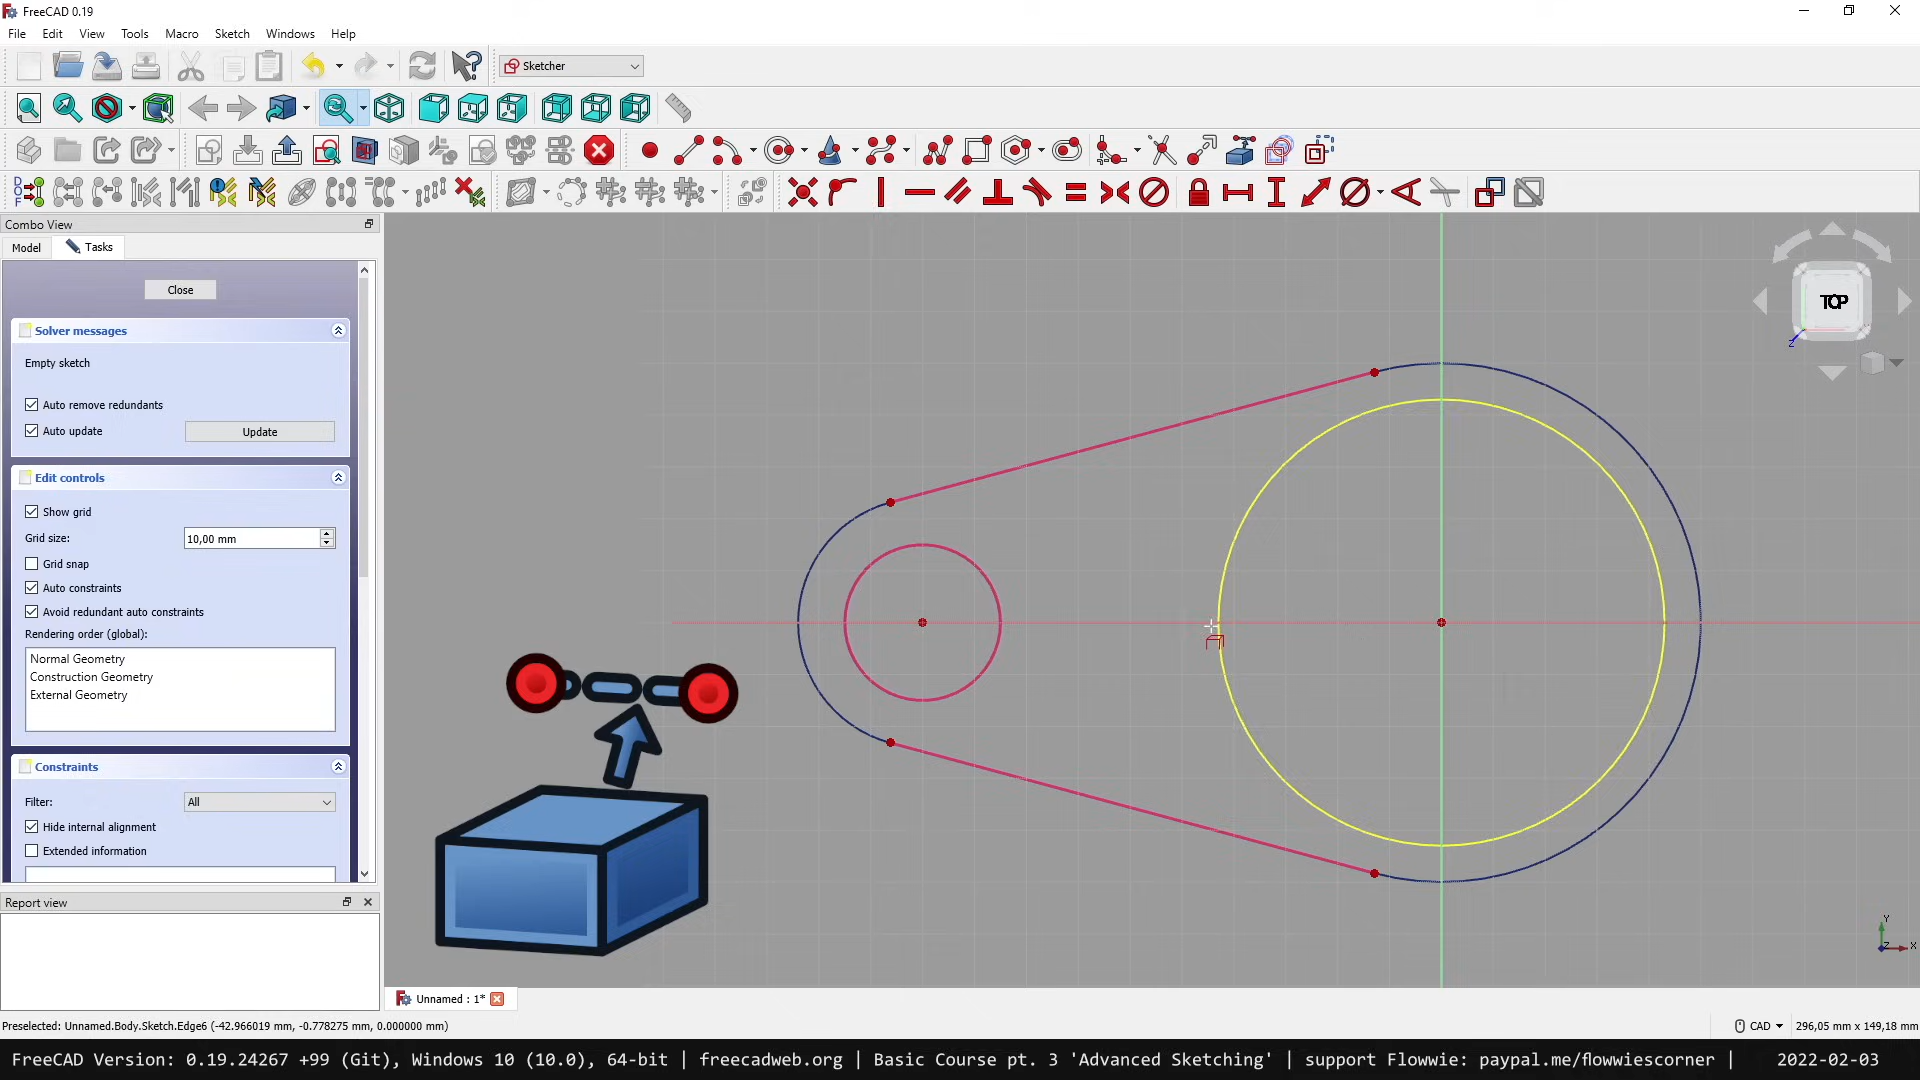 FreeCAD 0.19
File Edit View Tools Macro Sketch Windows Help
Sketcher
DOF
Combo View
Model Tasks
Close
Solver messages
Empty sketch
Auto remove redundants
Auto update Update
Edit controls
Show grid
Grid size: 10,00 mm
Grid snap
Auto constraints
Avoid redundant auto constraints
Rendering order (global):
Normal Geometry
Construction Geometry
External Geometry
Constraints
Filter: All
Hide internal alignment
Extended information
Report view
TOP
Z
Y
Z X
Unnamed : 1*
Preselected: Unnamed.Body.Sketch.Edge6 (-42.966019 mm, -0.778275 mm, 0.000000 mm)
CAD 296,05 mm x 149,18 mm
FreeCAD Version: 0.19.24267 +99 (Git), Windows 10 (10.0), 64-bit | freecadweb.org | Basic Course pt. 3 'Advanced Sketching' | support Flowwie: paypal.me/flowwiescorner | 2022-02-03